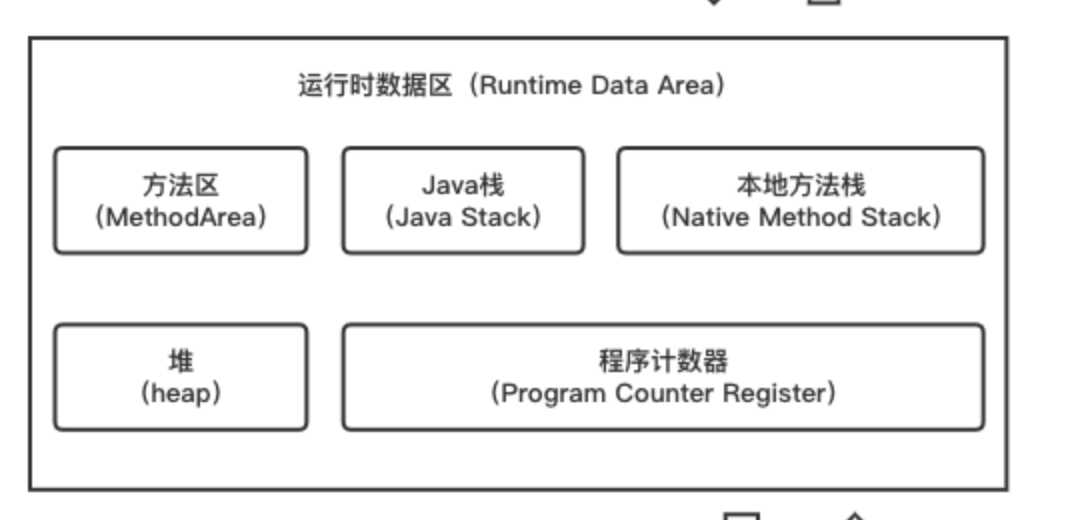 运行时数据区（Runtime Data Area）
方法区
（MethodArea）
Java栈
（Java Stack）
本地方法栈
（Native Method Stack）
堆
（heap）
程序计数器
（Program Counter Register）